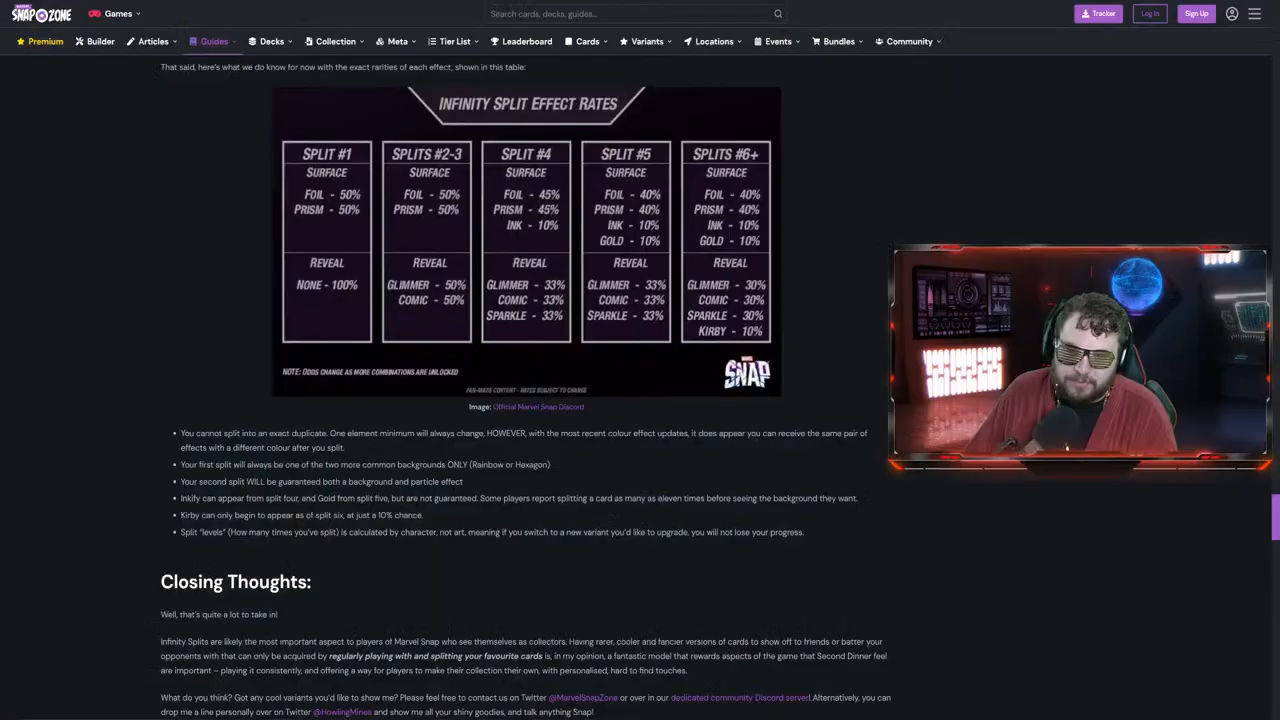 MARVEL
SNAP ZONE
Games
Search cards, decks, guides...
Tracker
Log In
Sign Up
Premium
Builder
Articles
Guides
Decks
Collection
Meta
Tier List
Leaderboard
Cards
Variants
Locations
Events
Bundles
Community
That said, here's what we do know for now with the exact rarities of each effect, shown in this table:
INFINITY SPLIT EFFECT RATES
SPLIT #1
SURFACE
FOIL - 50%
PRISM - 50%
REVEAL
NONE - 100%
SPLITS #2-3
SURFACE
FOIL - 50%
PRISM - 50%
REVEAL
GLIMMER - 50%
COMIC - 50%
SPLIT #4
SURFACE
FOIL - 45%
PRISM - 45%
INK - 10%
REVEAL
GLIMMER - 33%
COMIC - 33%
SPARKLE - 33%
SPLIT #5
SURFACE
FOIL - 40%
PRISM - 40%
INK - 10%
GOLD - 10%
REVEAL
GLIMMER - 33%
COMIC - 33%
SPARKLE - 33%
SPLITS #6+
SURFACE
FOIL - 40%
PRISM - 40%
INK - 10%
GOLD - 10%
REVEAL
GLIMMER - 30%
COMIC - 30%
SPARKLE - 30%
KIRBY - 10%
NOTE: ODDS CHANGE AS MORE COMBINATIONS ARE UNLOCKED
FAN-MADE CONTENT - RATES SUBJECT TO CHANGE
MARVEL
SNAP
Image: Official Marvel Snap Discord
• You cannot split into an exact duplicate. One element minimum will always change, HOWEVER, with the most recent colour effect updates, it does appear you can receive the same pair of
effects with a different colour after you split.
• Your first split will always be one of the two more common backgrounds ONLY (Rainbow or Hexagon)
• Your second split WILL be guaranteed both a background and particle effect
• Inkify can appear from split four, and Gold from split five, but are not guaranteed. Some players report splitting a card as many as eleven times before seeing the background they want.
• Kirby can only begin to appear as of split six, at just a 10% chance.
• Split "levels" (How many times you've split) is calculated by character, not art, meaning if you switch to a new variant you'd like to upgrade, you will not lose your progress.
Closing Thoughts:
Well, that's quite a lot to take in!
Infinity Splits are likely the most important aspect to players of Marvel Snap who see themselves as collectors. Having rarer, cooler and fancier versions of cards to show off to friends or batter your
opponents with that can only be acquired by regularly playing with and splitting your favourite cards is, in my opinion, a fantastic model that rewards aspects of the game that Second Dinner feel
are important – playing it consistently, and offering a way for players to make their collection their own, with personalised, hard to find touches.
What do you think? Got any cool variants you'd like to show me? Please feel free to contact us on Twitter @MarvelSnapZone or over in our dedicated community Discord server! Alternatively, you can
drop me a line personally over on Twitter @HowlingMines and show me all your shiny goodies, and talk anything Snap!